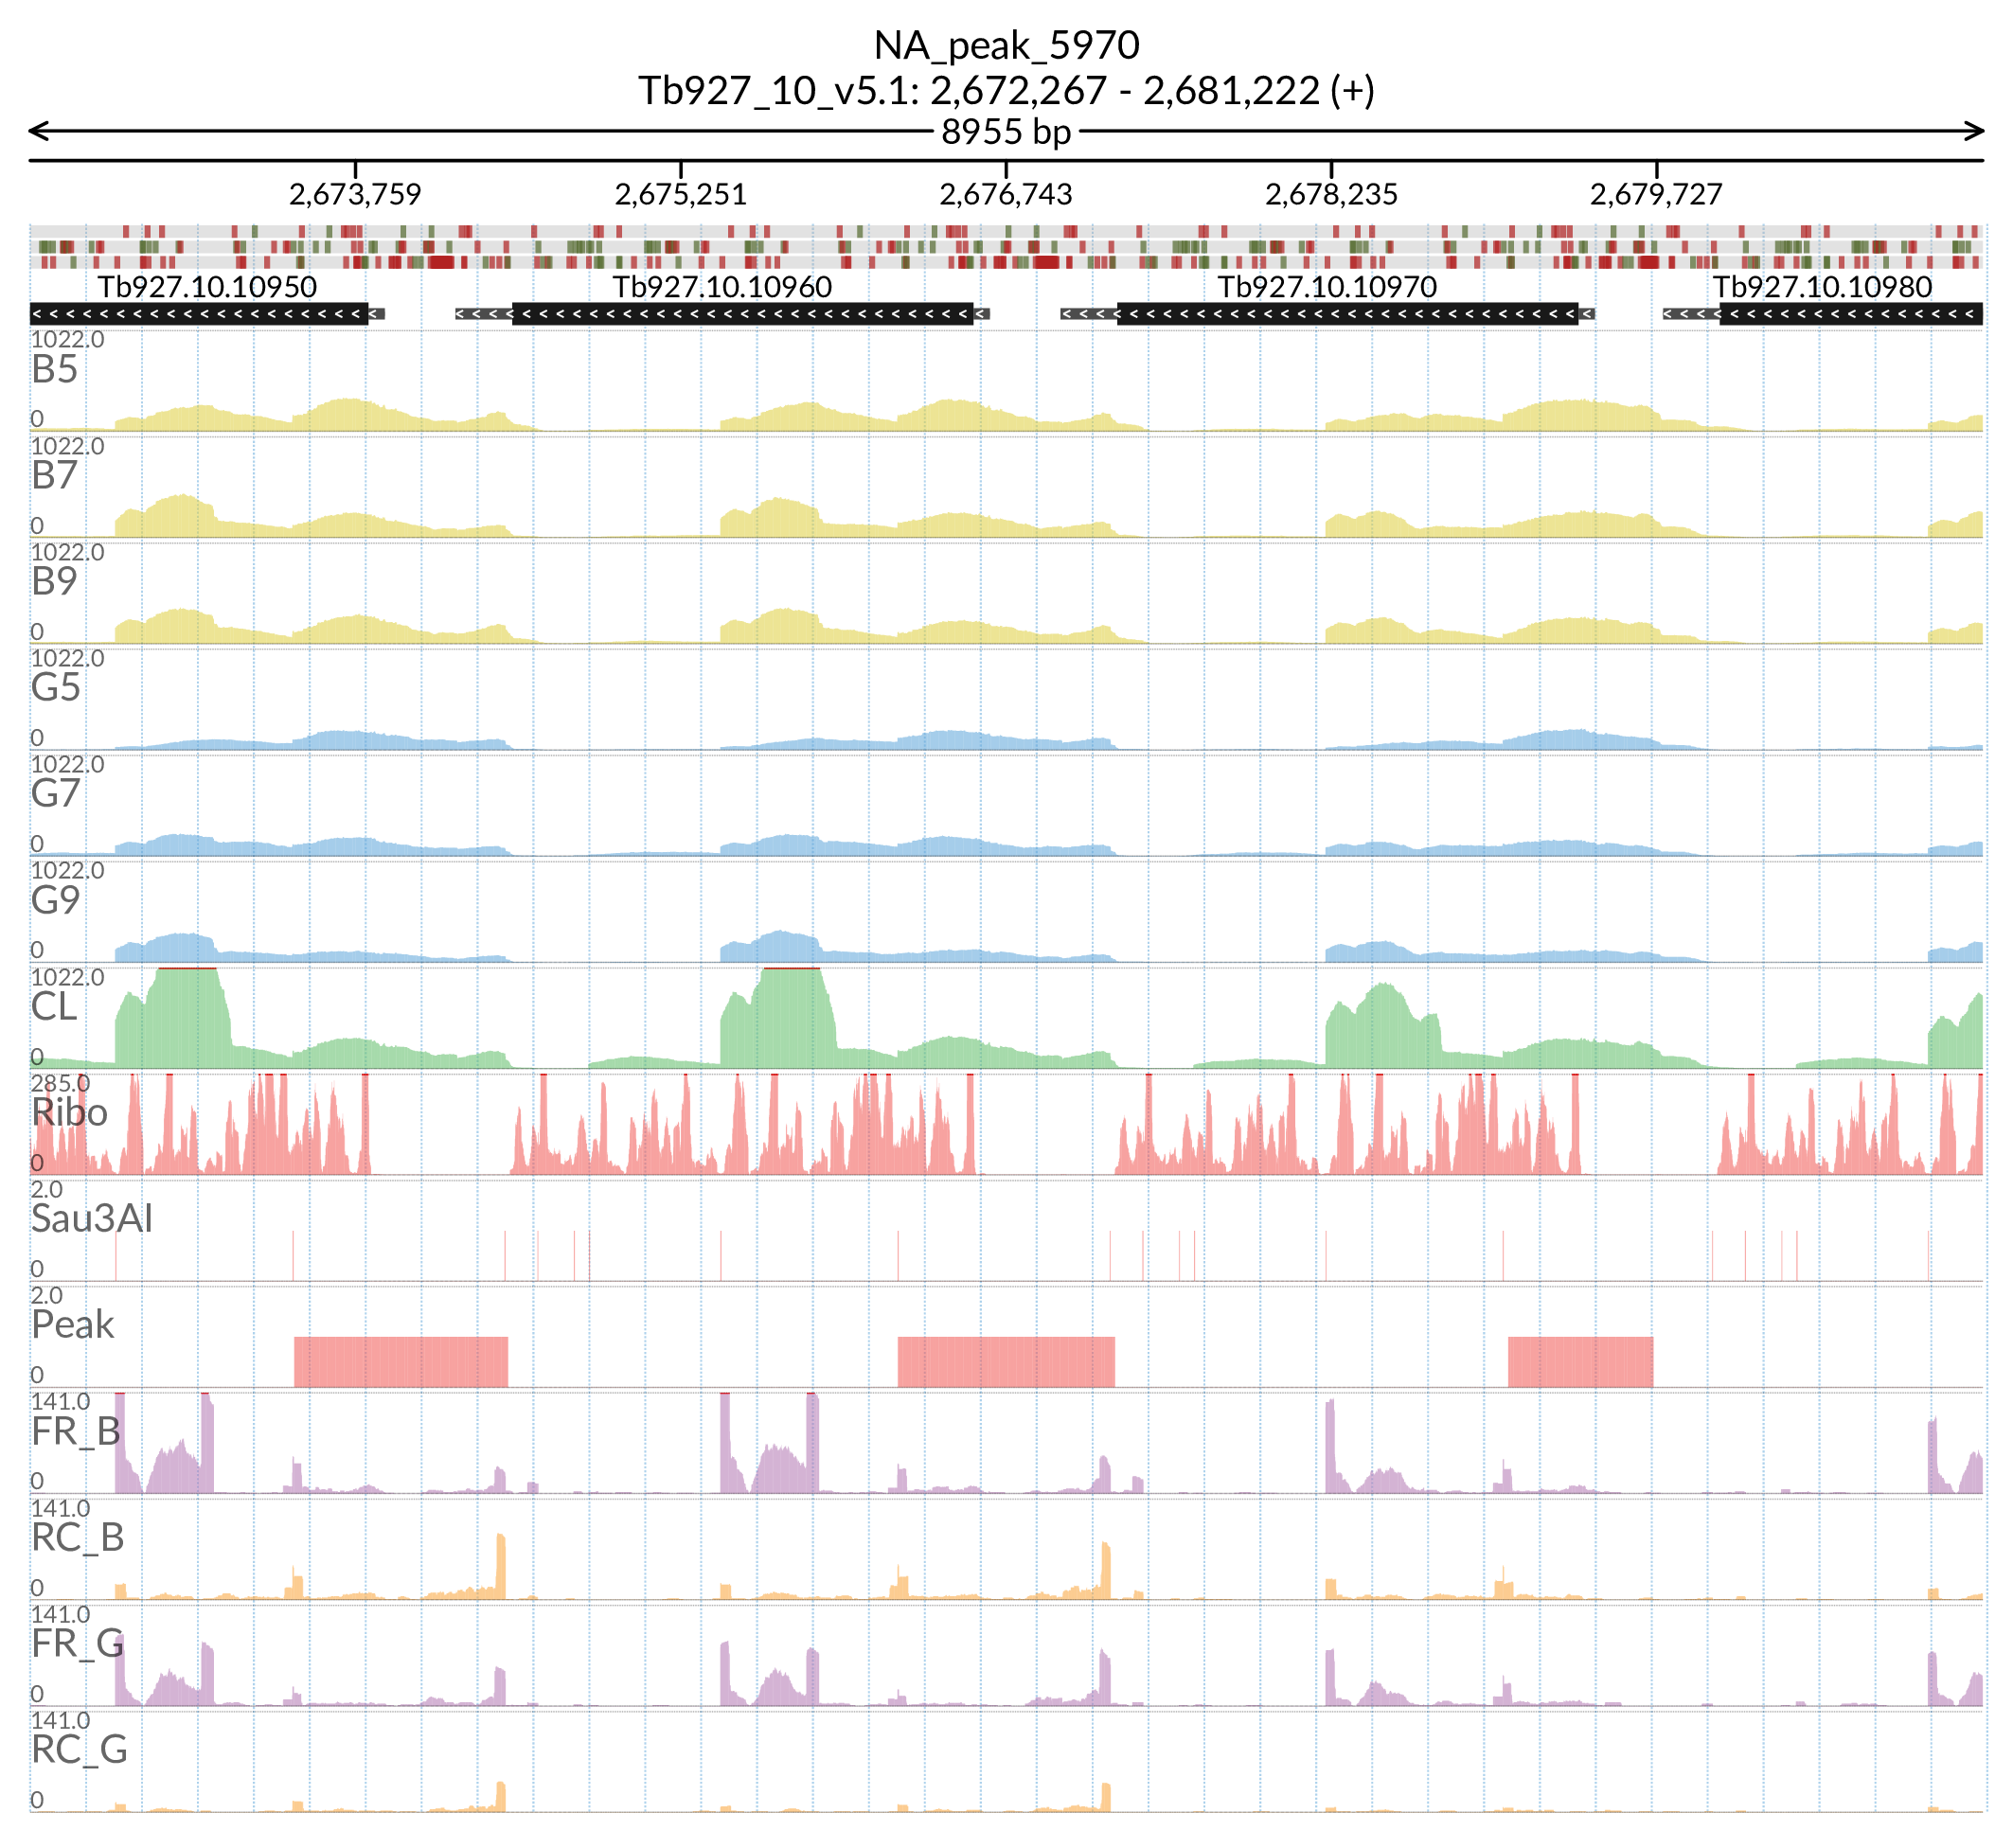 NA_peak_5970
Tb927_10_v5.1: 2,672,267 - 2,681,222 (+)
8955 bp
2,673,759 2,675,251 2,676,743 2,678,235 2,679,727
Tb927.10.10950 Tb927.10.10960 Tb927.10.10970 Tb927.10.10980
1022.0
B5
0
1022.0
B7
0
1022.0
B9
0
1022.0
G5
0
1022.0
G7
0
1022.0
G9
0
1022.0
CL
0
285.0
Ribo
0
2.0
Sau3AI
0
2.0
Peak
0
141.0
FR_B
0
141.0
RC_B
0
141.0
FR_G
0
141.0
RC_G
0